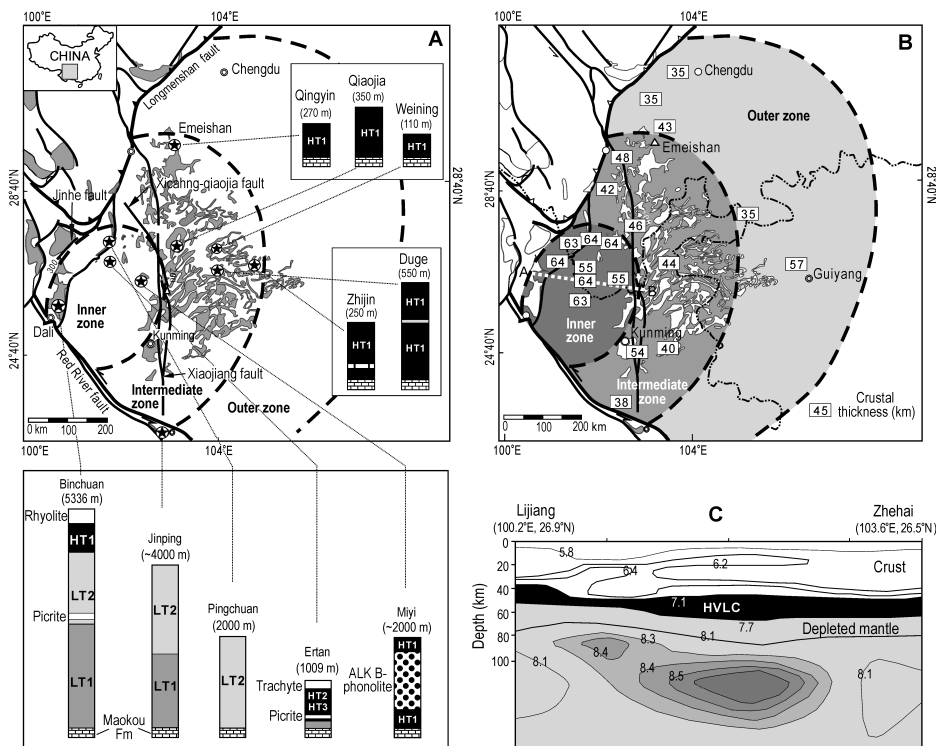 100°E
104°E
A
CHINA
Longmenshan fault
Chengdu
Qingyin
(270 m)
Qiaojia
(350 m)
Weining
(110 m)
HT1
HT1
HT1
Emeishan
28°40'N
28°40'N
Xicahng-qiaojia fault
Jinhe fault
300
Duge
(550 m)
HT1
HT1
Zhijin
(250 m)
HT1
Inner
zone
Dali
Kunming
24°40'N
Red River fault
Xiaojiang fault
Intermediate
zone
Outer zone
0 km
100
200
100°E
104°E
100°E
104°E
B
35
Chengdu
35
Outer zone
43
Emeishan
48
42
28°40'N
28°40'N
35
46
63
64
64
64
44
57
Guiyang
A
55
64
55
B
63
Inner
zone
Kunming
54
40
24°40'N
Intermediate
zone
38
45
Crustal
thickness (km)
0
100
200 km
100°E
104°E
Binchuan
(5336 m)
Rhyolite
HT1
LT2
Picrite
LT1
Maokou
Fm
Jinping
(~4000 m)
LT2
LT1
Pingchuan
(2000 m)
LT2
Ertan
(1009 m)
Trachyte
HT2
HT3
Picrite
Miyi
(~2000 m)
HT1
ALK B-
phonolite
HT1
Lijiang
(100.2°E, 26.9°N)
C
Zhehai
(103.6°E, 26.5°N)
Depth (km)
0
20
40
60
80
100
5.8
6.4
6.2
Crust
7.1
HVLC
7.7
Depleted mantle
8.3
8.1
8.4
8.1
8.4
8.5
8.1